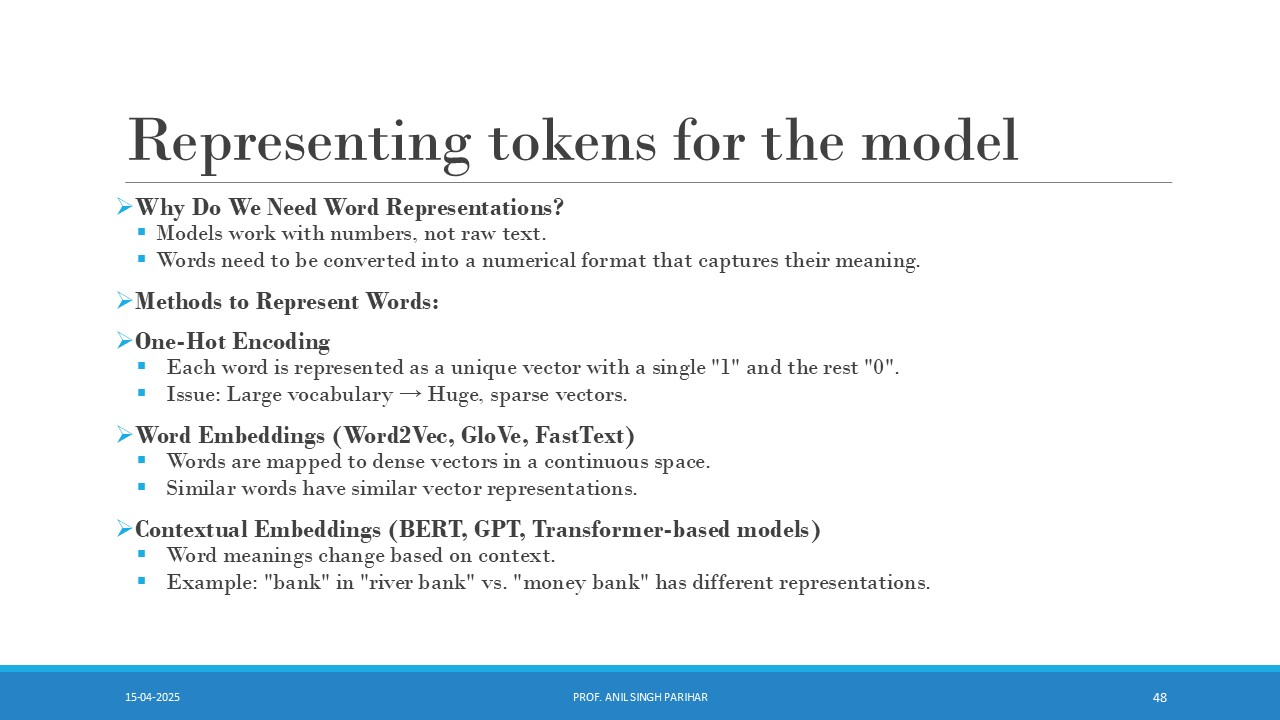 Representing tokens for the model
➢Why Do We Need Word Representations?
▪ Models work with numbers, not raw text.
▪ Words need to be converted into a numerical format that captures their meaning.
➢Methods to Represent Words:
➢One-Hot Encoding
▪ Each word is represented as a unique vector with a single "1" and the rest "0".
▪ Issue: Large vocabulary → Huge, sparse vectors.
➢Word Embeddings (Word2Vec, GloVe, FastText)
▪ Words are mapped to dense vectors in a continuous space.
▪ Similar words have similar vector representations.
➢Contextual Embeddings (BERT, GPT, Transformer-based models)
▪ Word meanings change based on context.
▪ Example: "bank" in "river bank" vs. "money bank" has different representations.
15-04-2025
PROF. ANIL SINGH PARIHAR
48